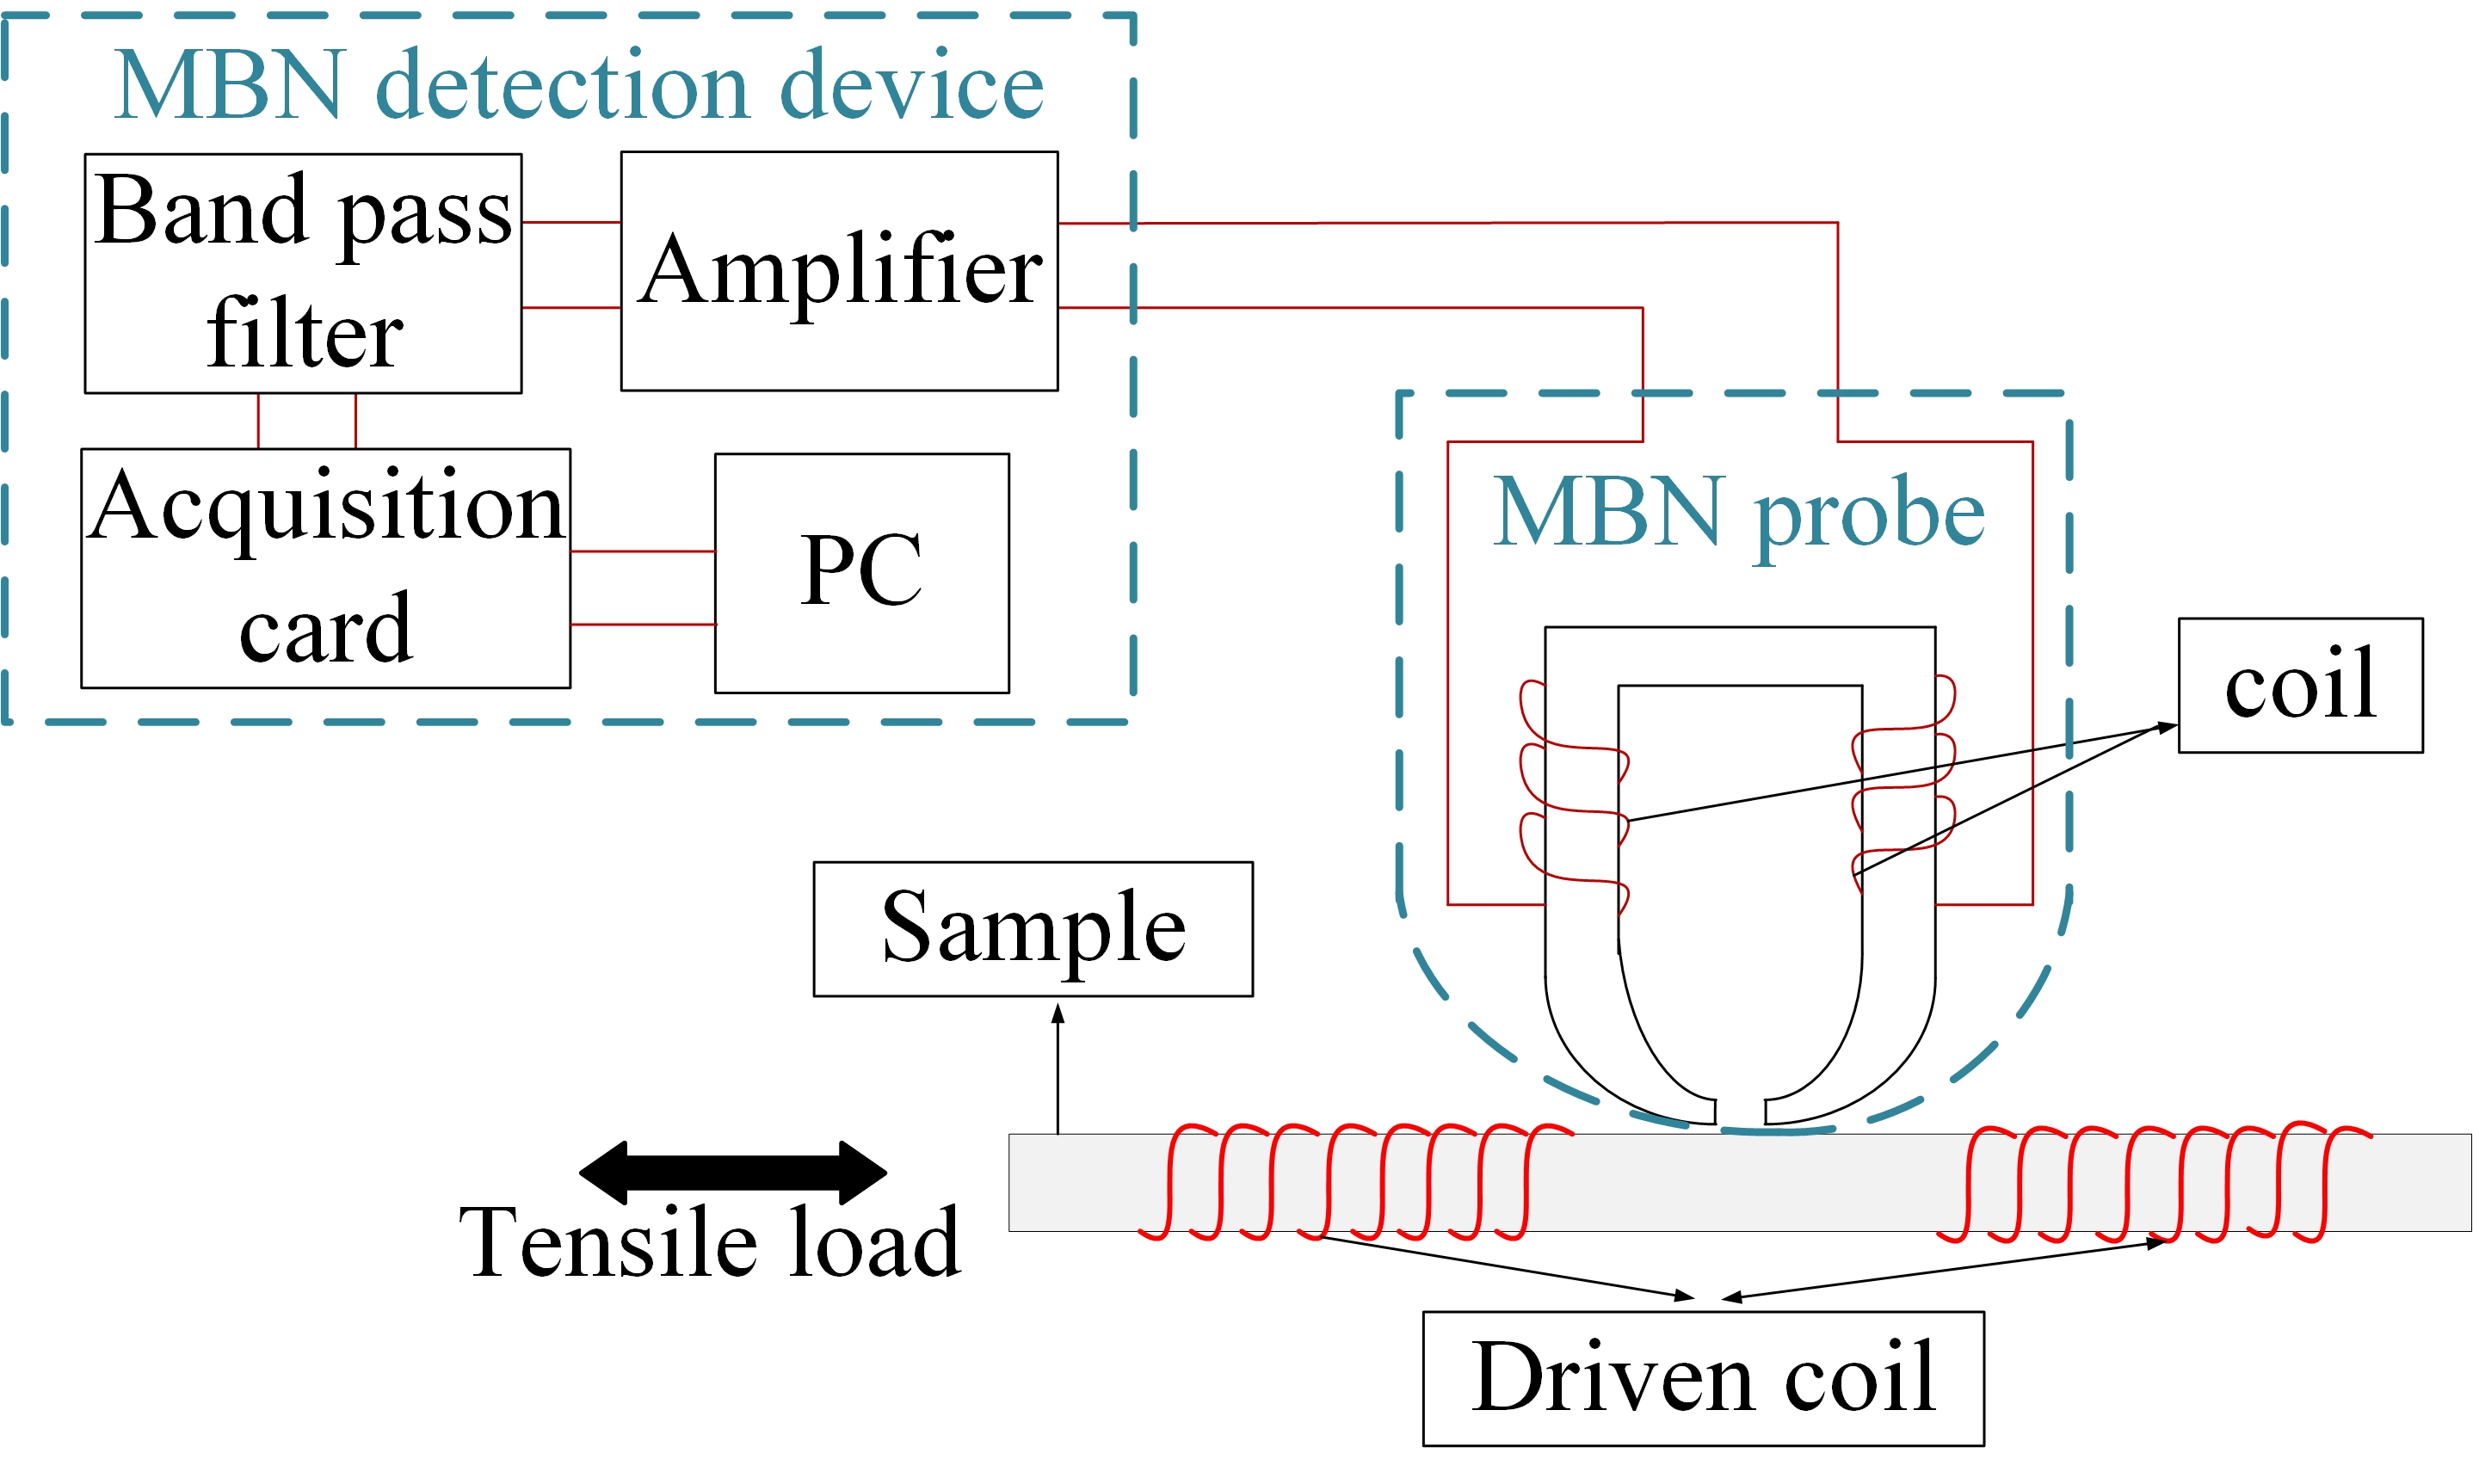 MBN detection device
Band pass
filter
Amplifier
Acquisition
card
PC
MBN probe
coil
Sample
Tensile load
Driven coil